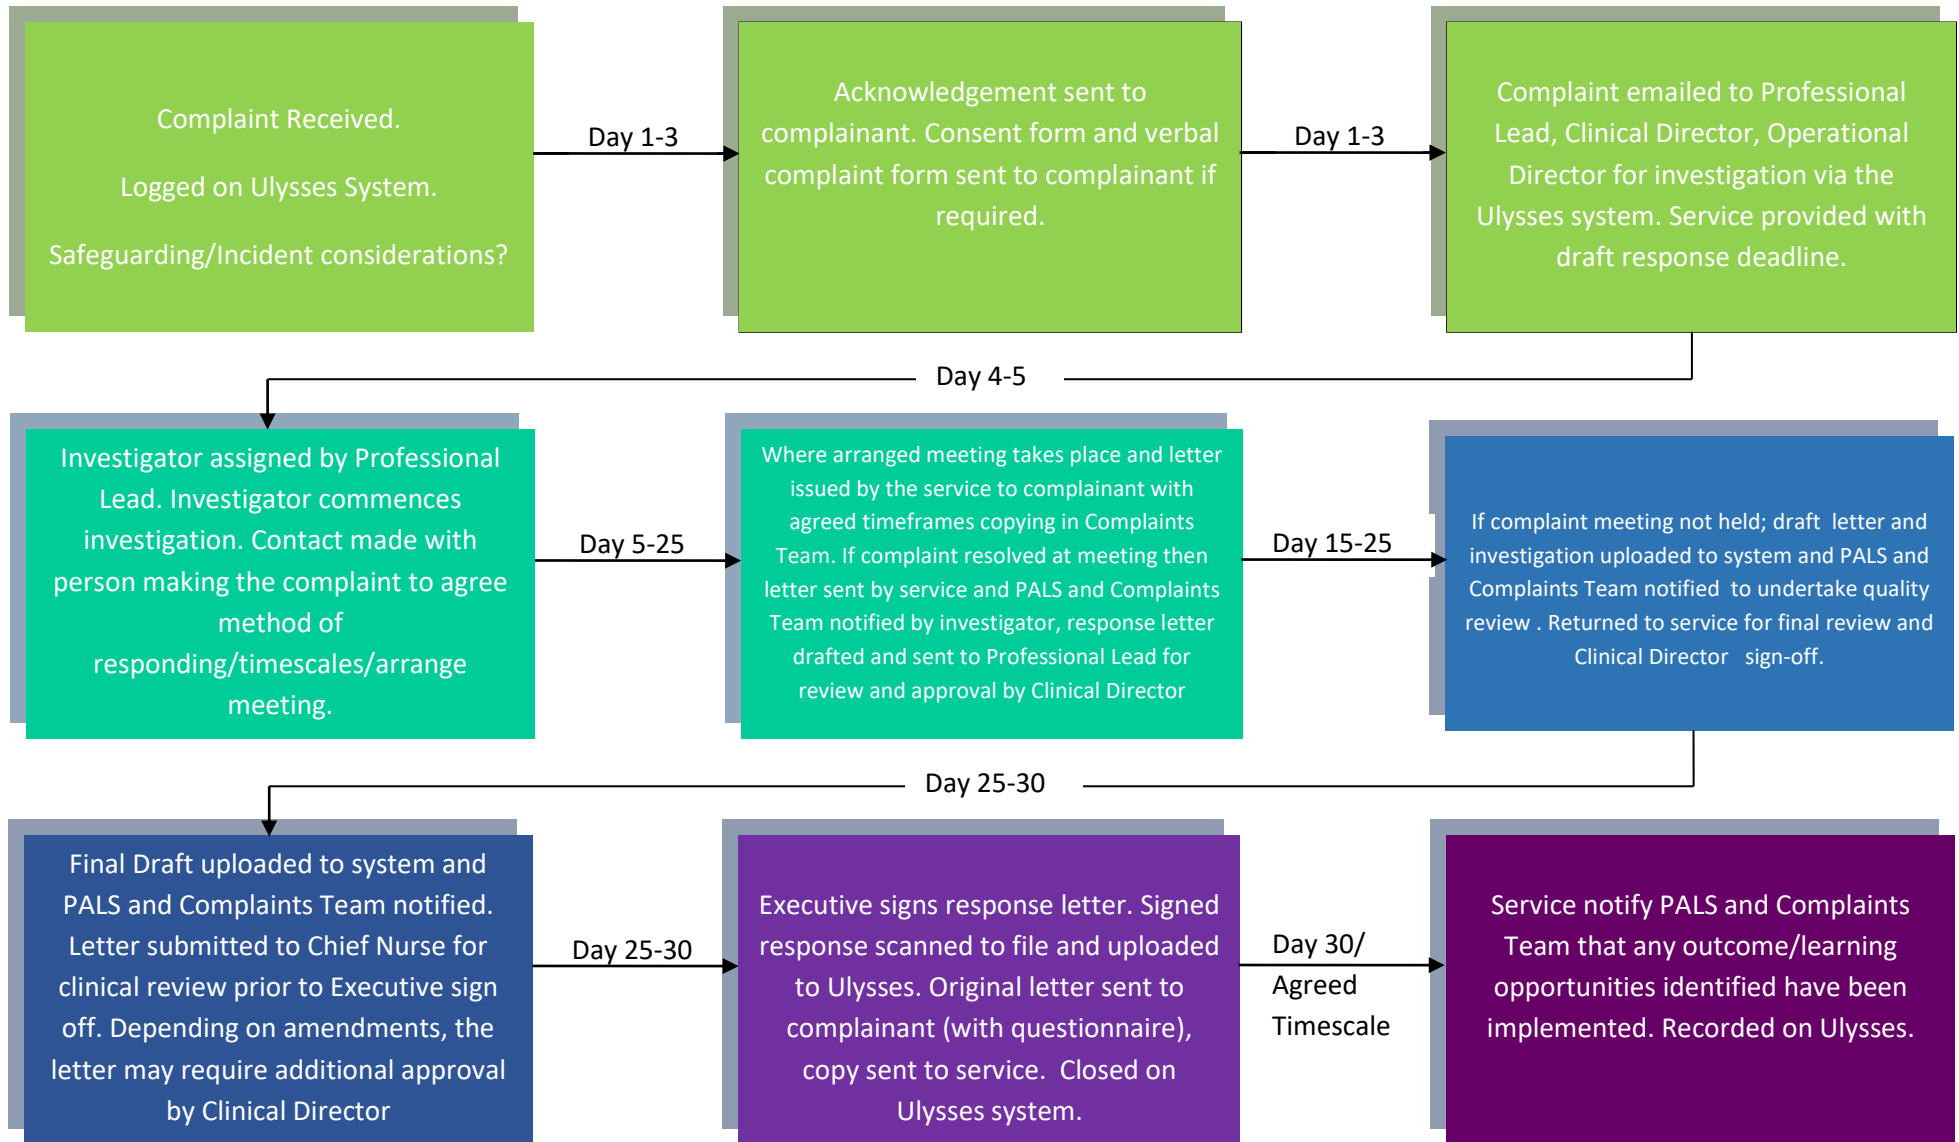 Complaint Received.
Logged on Ulysses System.
Safeguarding/Incident considerations?
Day 1-3
Acknowledgement sent to
complainant. Consent form and verbal
complaint form sent to complainant if
required.
Day 1-3
Complaint emailed to Professional
Lead, Clinical Director, Operational
Director for investigation via the
Ulysses system. Service provided with
draft response deadline.
Day 4-5
Investigator assigned by Professional
Lead. Investigator commences
investigation. Contact made with
person making the complaint to agree
method of
responding/timescales/arrange
meeting.
Day 5-25
Where arranged meeting takes place and letter
issued by the service to complainant with
agreed timeframes copying in Complaints
Team. If complaint resolved at meeting then
letter sent by service and PALS and Complaints
Team notified by investigator, response letter
drafted and sent to Professional Lead for
review and approval by Clinical Director
Day 15-25
If complaint meeting not held; draft letter and
investigation uploaded to system and PALS and
Complaints Team notified to undertake quality
review . Returned to service for final review and
Clinical Director sign-off.
Day 25-30
Final Draft uploaded to system and
PALS and Complaints Team notified.
Letter submitted to Chief Nurse for
clinical review prior to Executive sign
off. Depending on amendments, the
letter may require additional approval
by Clinical Director
Day 25-30
Executive signs response letter. Signed
response scanned to file and uploaded
to Ulysses. Original letter sent to
complainant (with questionnaire),
copy sent to service. Closed on
Ulysses system.
Day 30/
Agreed
Timescale
Service notify PALS and Complaints
Team that any outcome/learning
opportunities identified have been
implemented. Recorded on Ulysses.